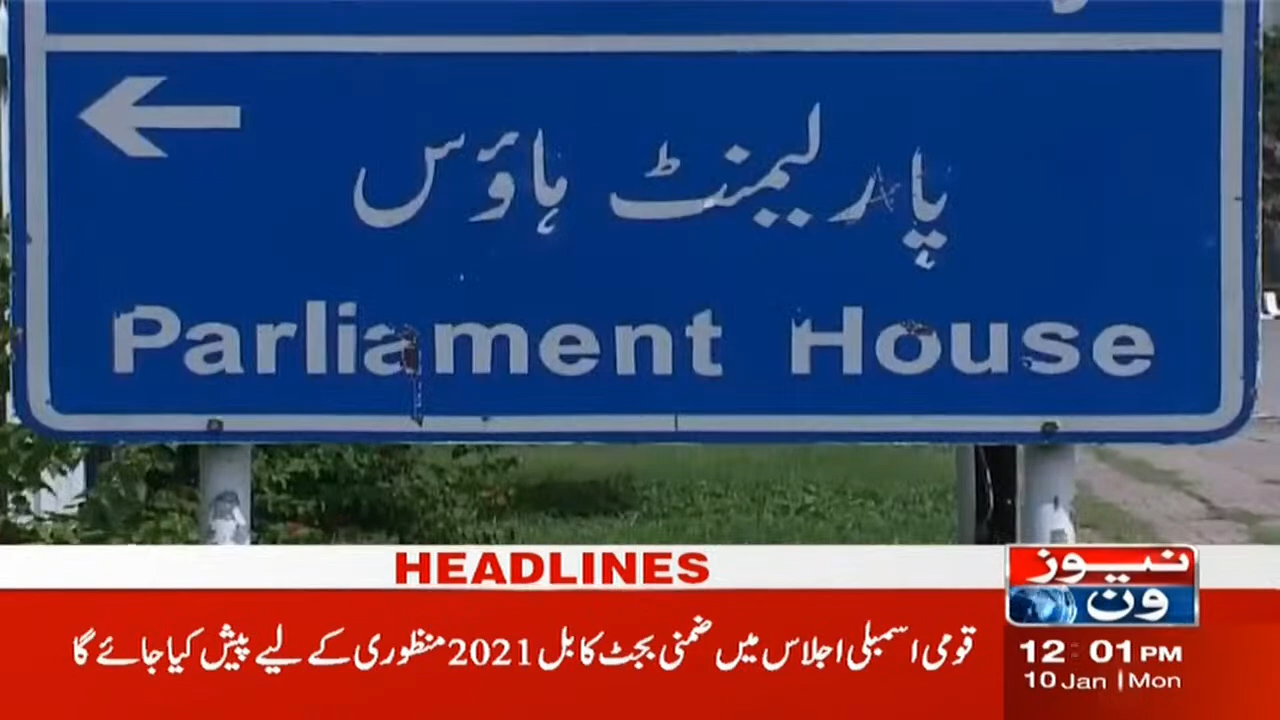 پارلیمنٹ ہاؤس
Parliament House
HEADLINES
نیوز
ون
قومی اسمبلی اجلاس میں ضمنی بجٹ کا بل 2021 منظوری کے لیے پیش کیا جائے گا
12:01 PM
10 Jan | Mon